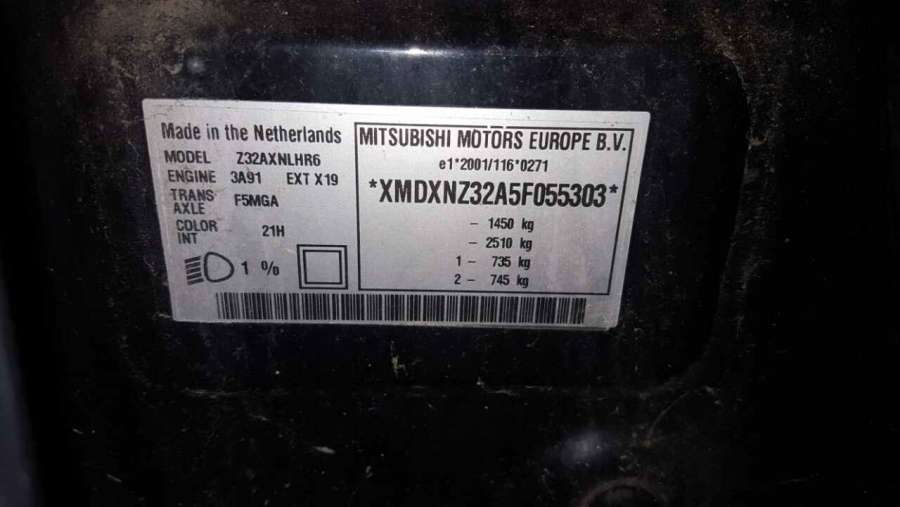 Made in the Netherlands
MODEL Z32AXNLHR6
ENGINE 3A91 EXT X19
TRANS AXLE F5MGA
COLOR INT 21H
1 %
MITSUBISHI MOTORS EUROPE B.V.
e1*2001/116*0271
*XMDXNZ32A5F055303*
- 1450 kg
- 2510 kg
1 - 735 kg
2 - 745 kg